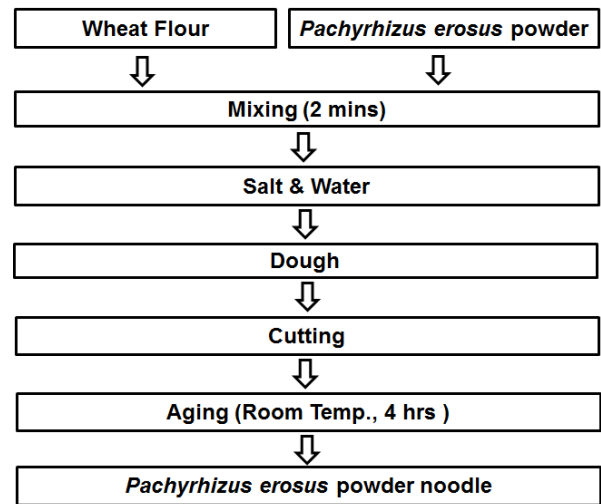 Wheat Flour
Pachyrhizus erosus powder
Mixing (2 mins)
Salt & Water
Dough
Cutting
Aging (Room Temp., 4 hrs )
Pachyrhizus erosus powder noodle